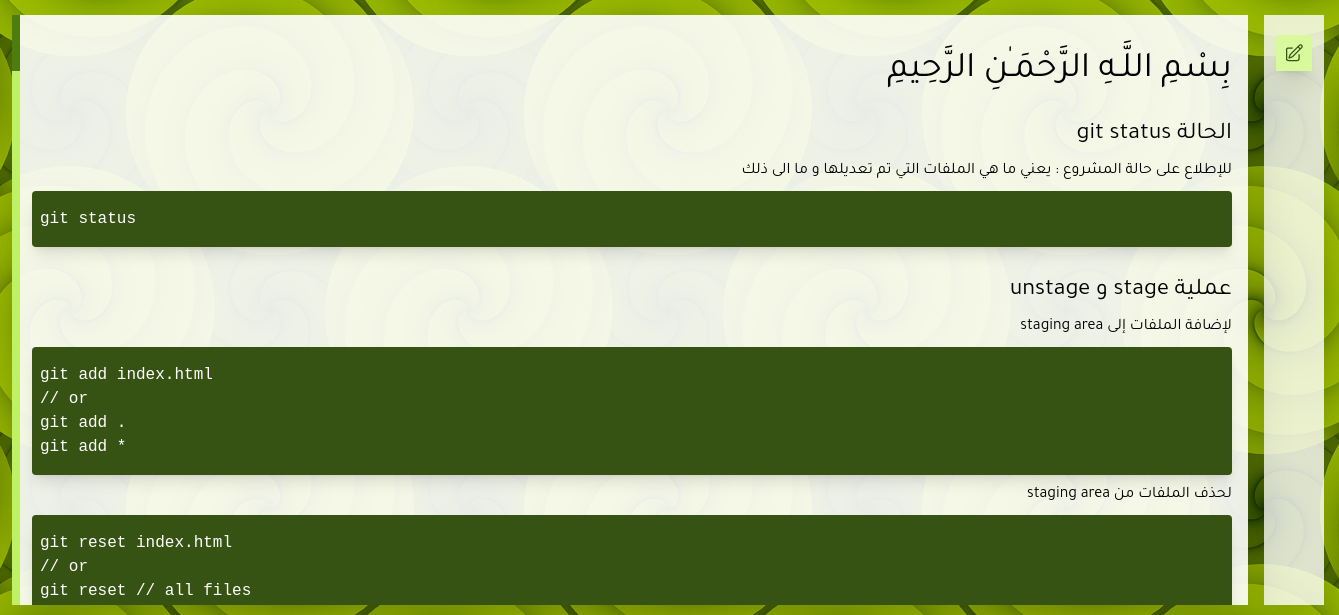 بِسْمِ اللَّـهِ الرَّحْمَـٰنِ الرَّحِيمِ
الحالة git status
للإطلاع على حالة المشروع : يعني ما هي الملفات التي تم تعديلها و ما الى ذلك
git status
عملية stage و unstage
لإضافة الملفات إلى staging area
git add index.html
// or
git add .
git add *
لحذف الملفات من staging area
git reset index.html
// or
git reset // all files